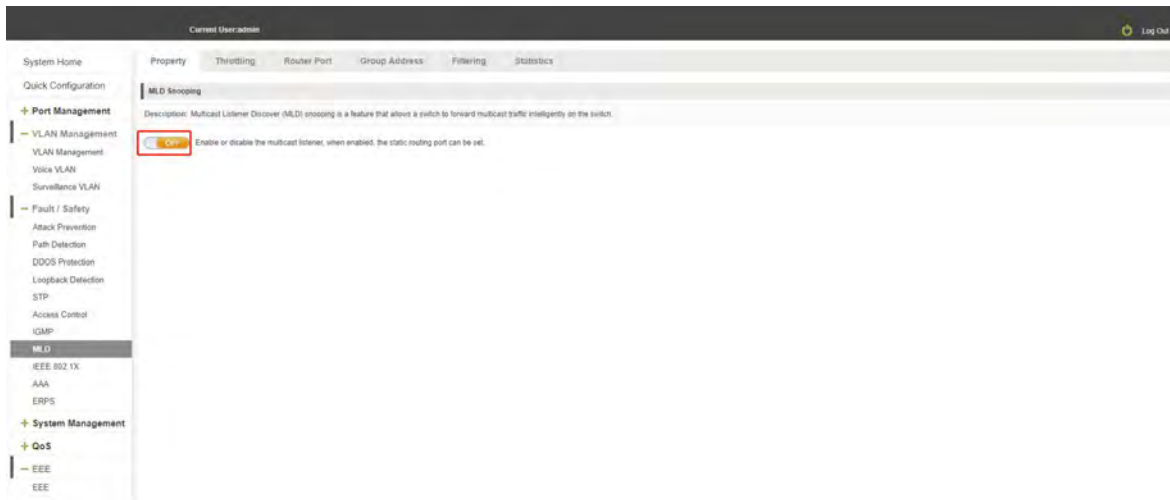 Current User:admin
Log Out
System Home
Quick Configuration
Port Management
VLAN Management
VLAN Management
Voice VLAN
Surveillance VLAN
Fault / Safety
Attack Prevention
Path Detection
DDOS Protection
Loopback Detection
STP
Access Control
IGMP
MLD
IEEE 802.1X
AAA
ERPS
System Management
QoS
EEE
EEE
Property Throttling Router Port Group Address Filtering Statistics
MLD Snooping
Description: Multicast Listener Discover (MLD) snooping is a feature that allows a switch to forward multicast traffic intelligently on the switch.
OFF Enable or disable the multicast listener, when enabled, the static routing port can be set.